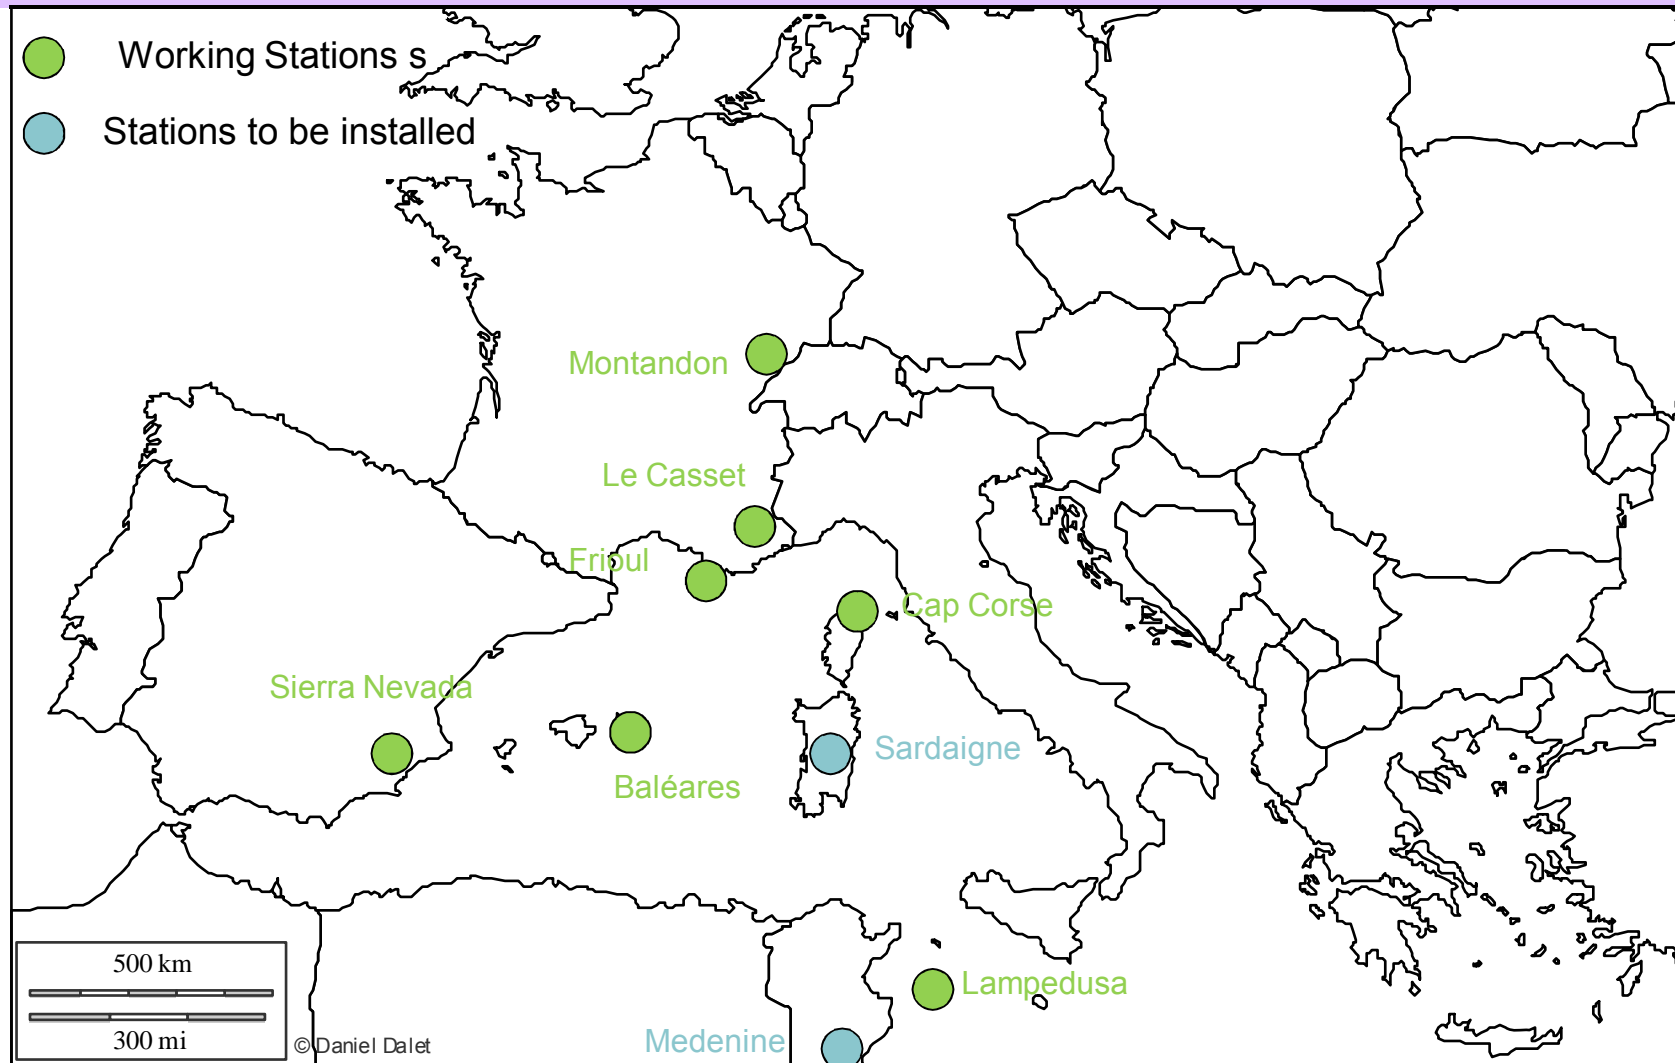 Working Stations s
Stations to be installed
Montandon
Le Casset
Frioul
Cap Corse
Sierra Nevada
Sardaigne
Baléares
Lampedusa
Medenine
500 km
300 mi
©Daniel Dalet